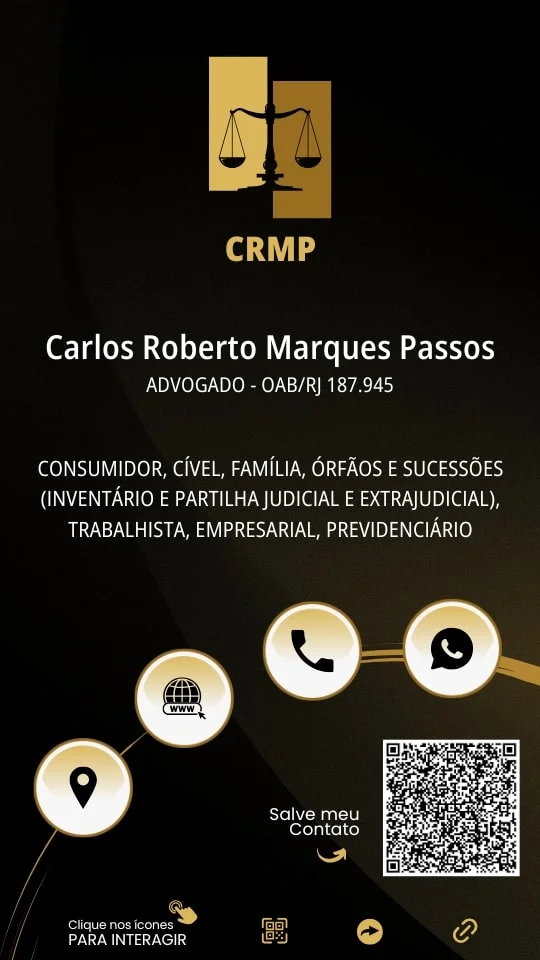 CRMP
Carlos Roberto Marques Passos
ADVOGADO - OAB/RJ 187.945
CONSUMIDOR, CÍVEL, FAMÍLIA, ÓRFÃOS E SUCESSÕES
(INVENTÁRIO E PARTILHA JUDICIAL E EXTRAJUDICIAL),
TRABALHISTA, EMPRESARIAL, PREVIDENCIÁRIO
WWW
Salve meu
Contato
Clique nos ícones
PARA INTERAGIR